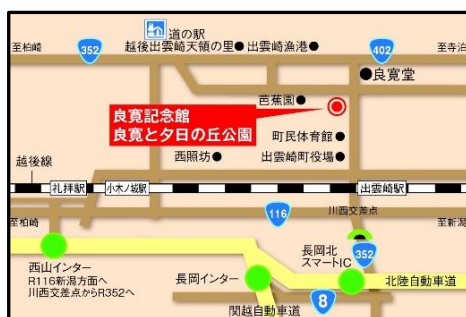 道の駅
越後出雲崎天領の里
出雲崎漁港
至柏崎
352
402
至寺泊
良寛堂
芭蕉園
良寛記念館
良寛と夕日の丘公園
町民体育館
西照坊
出雲崎町役場
越後線
礼拝駅
小木ノ城駅
出雲崎駅
至柏崎
116
川西交差点
至新潟
西山インター
R116新潟方面へ
川西交差点からR352へ
長岡インター
長岡北
スマートIC
352
北陸自動車道
8
関越自動車道